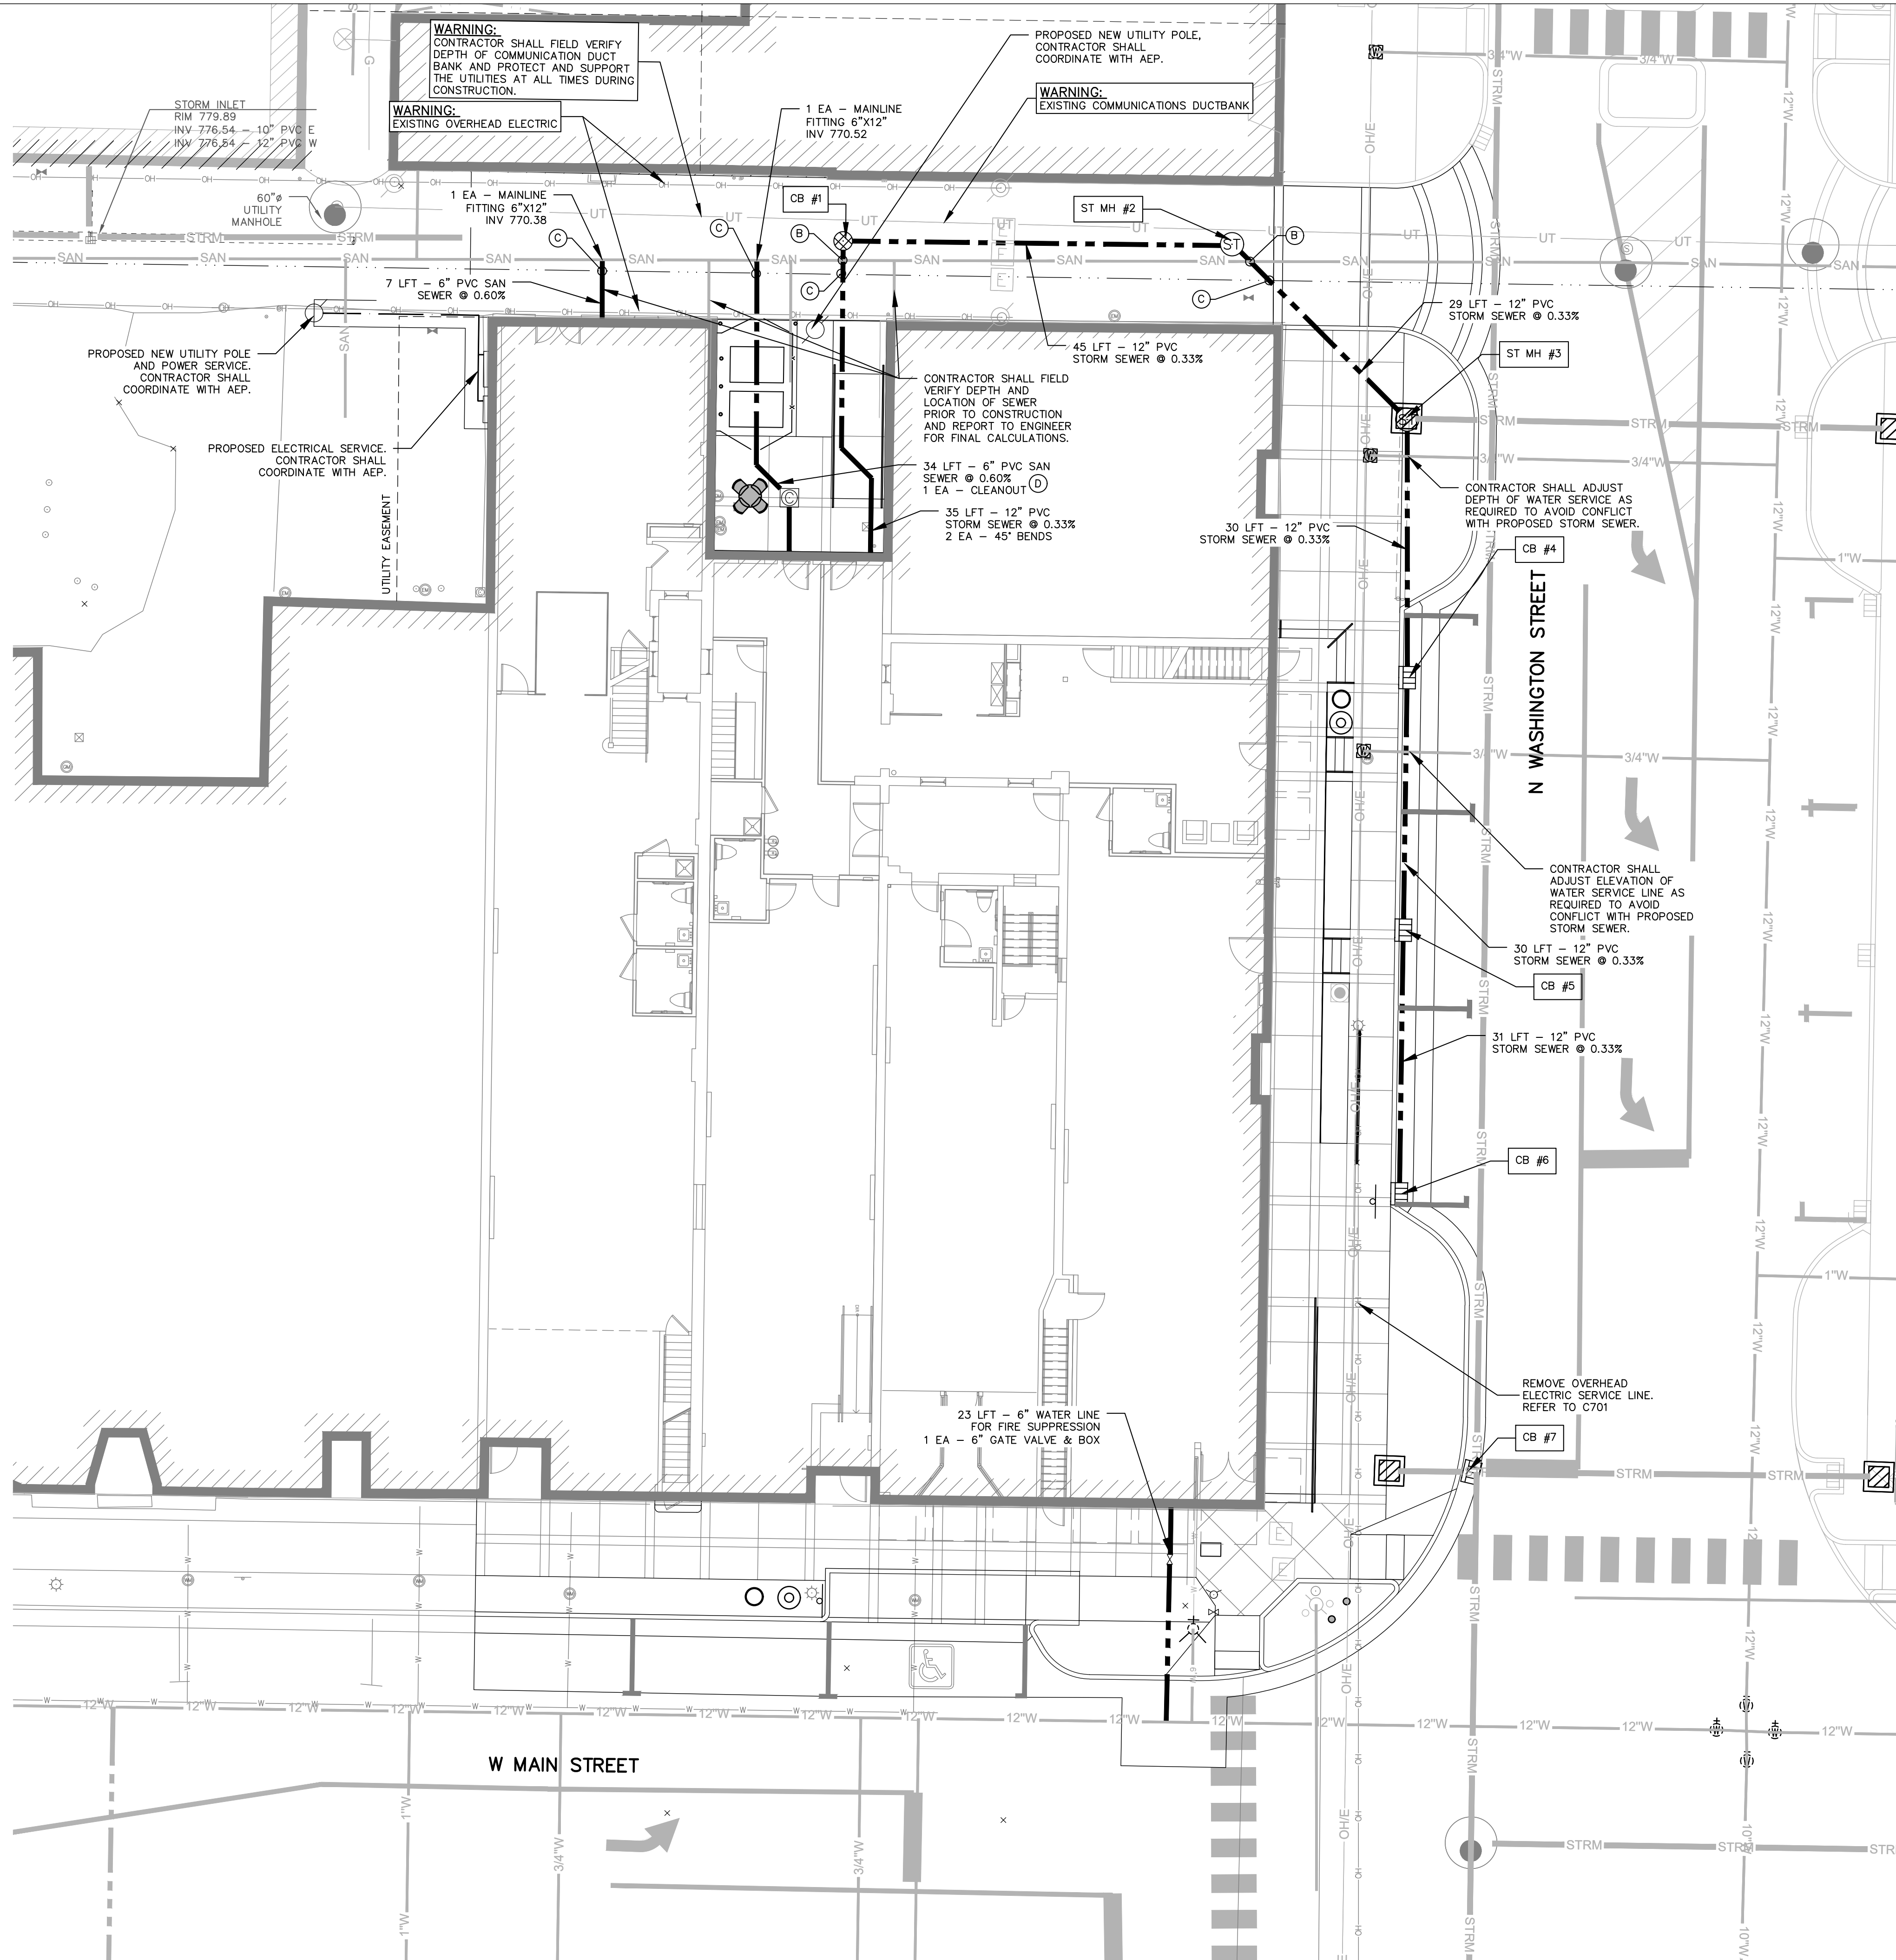 WARNING:
CONTRACTOR SHALL FIELD VERIFY
DEPTH OF COMMUNICATION DUCT
BANK AND PROTECT AND SUPPORT
THE UTILITIES AT ALL TIMES DURING
CONSTRUCTION.
PROPOSED NEW UTILITY POLE,
CONTRACTOR SHALL
COORDINATE WITH AEP.
WARNING:
EXISTING COMMUNICATIONS DUCTBANK
WARNING:
EXISTING OVERHEAD ELECTRIC
1 EA – MAINLINE
FITTING 6"X12"
INV 770.52
STORM INLET
RIM 779.89
INV 776.54 – 10" PVC E
INV 776.54 – 12" PVC W
60"ø
UTILITY
MANHOLE
1 EA – MAINLINE
FITTING 6"X12"
INV 770.38
CB #1
ST MH #2
7 LFT – 6" PVC SAN
SEWER @ 0.60%
29 LFT – 12" PVC
STORM SEWER @ 0.33%
ST MH #3
45 LFT – 12" PVC
STORM SEWER @ 0.33%
PROPOSED NEW UTILITY POLE
AND POWER SERVICE.
CONTRACTOR SHALL
COORDINATE WITH AEP.
CONTRACTOR SHALL FIELD
VERIFY DEPTH AND
LOCATION OF SEWER
PRIOR TO CONSTRUCTION
AND REPORT TO ENGINEER
FOR FINAL CALCULATIONS.
PROPOSED ELECTRICAL SERVICE.
CONTRACTOR SHALL
COORDINATE WITH AEP.
UTILITY EASEMENT
34 LFT – 6" PVC SAN
SEWER @ 0.60%
1 EA – CLEANOUT D
35 LFT – 12" PVC
STORM SEWER @ 0.33%
2 EA – 45° BENDS
CONTRACTOR SHALL ADJUST
DEPTH OF WATER SERVICE AS
REQUIRED TO AVOID CONFLICT
WITH PROPOSED STORM SEWER.
30 LFT – 12" PVC
STORM SEWER @ 0.33%
CB #4
N WASHINGTON STREET
CONTRACTOR SHALL
ADJUST ELEVATION OF
WATER SERVICE LINE AS
REQUIRED TO AVOID
CONFLICT WITH PROPOSED
STORM SEWER.
30 LFT – 12" PVC
STORM SEWER @ 0.33%
CB #5
31 LFT – 12" PVC
STORM SEWER @ 0.33%
CB #6
REMOVE OVERHEAD
ELECTRIC SERVICE LINE.
REFER TO C701
CB #7
23 LFT – 6" WATER LINE
FOR FIRE SUPPRESSION
1 EA – 6" GATE VALVE & BOX
W MAIN STREET